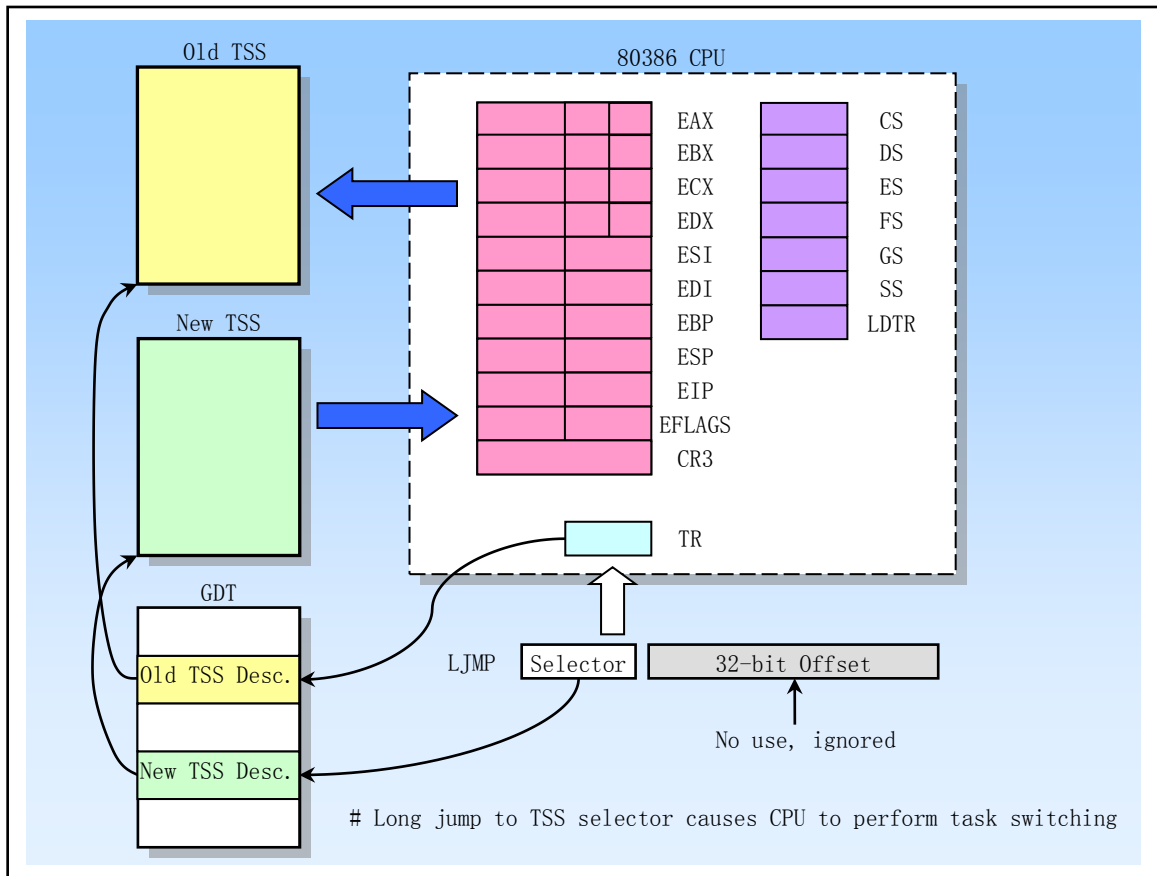 Old TSS
80386 CPU
EAX
EBX
ECX
EDX
ESI
EDI
EBP
ESP
EIP
EFLAGS
CR3
CS
DS
ES
FS
GS
SS
LDTR
New TSS
TR
GDT
Old TSS Desc.
New TSS Desc.
LJMP
Selector
32-bit Offset
No use, ignored
# Long jump to TSS selector causes CPU to perform task switching